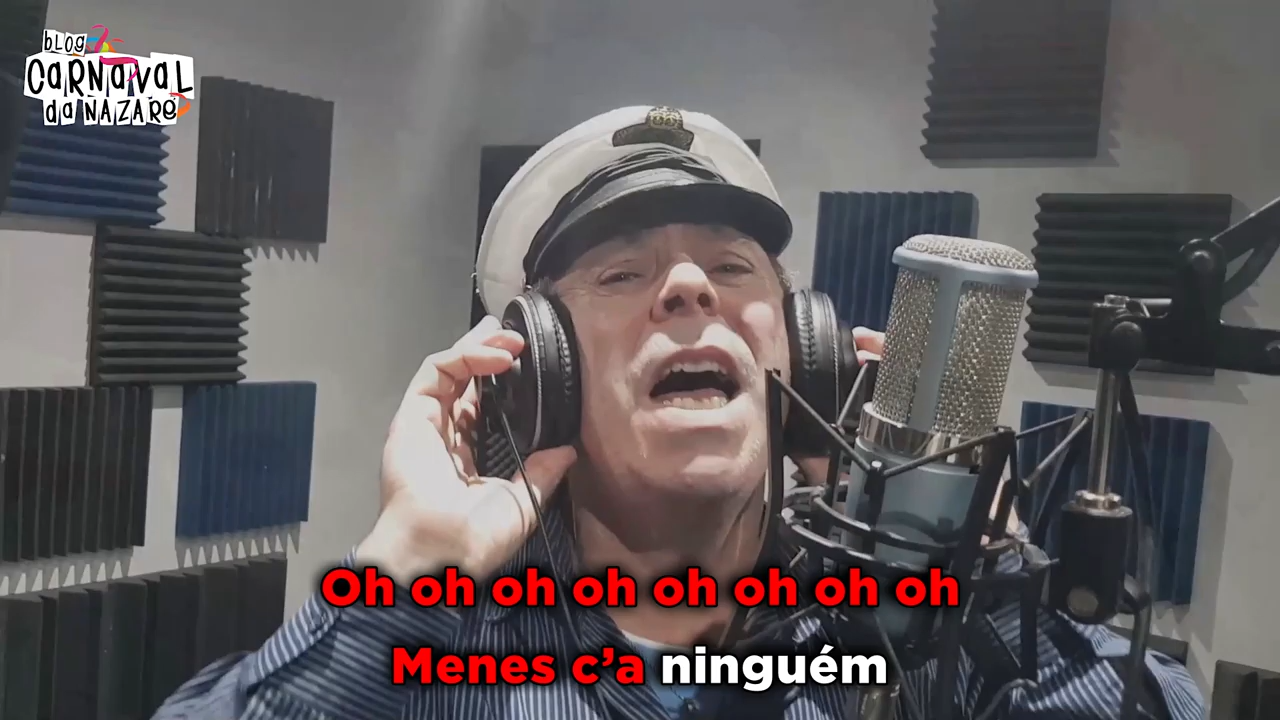 BLOG
CARNAVAL
da NAZARÉ
Oh oh oh oh oh oh oh oh
Menes c’a ninguém